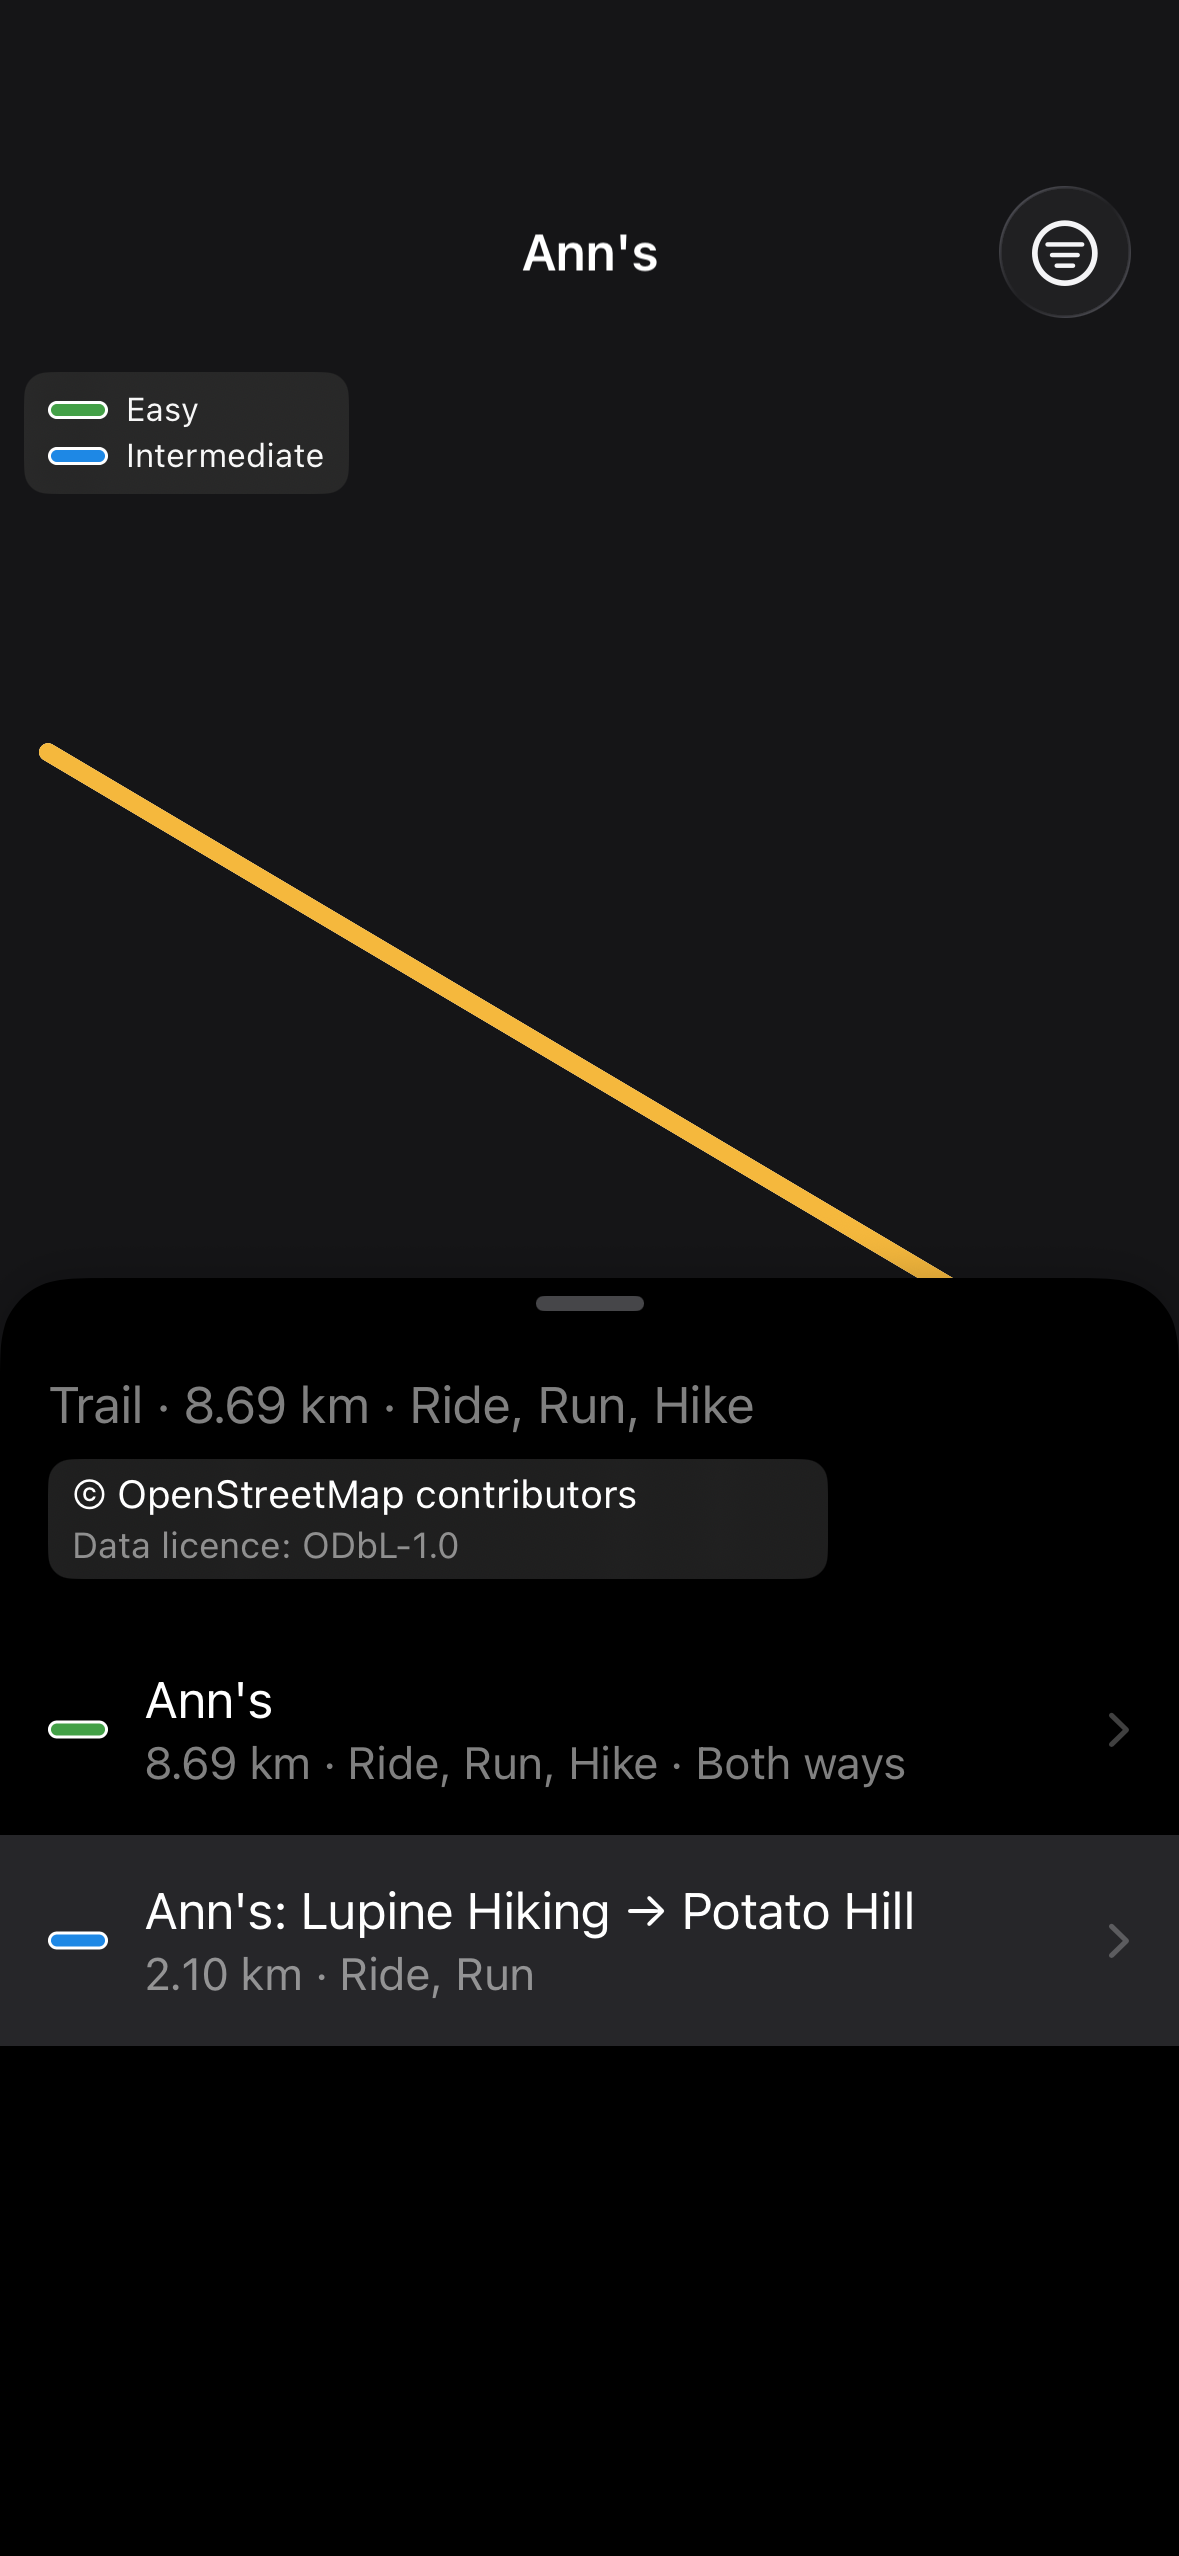 Ann's
Easy
Intermediate
Trail · 8.69 km · Ride, Run, Hike
© OpenStreetMap contributors
Data licence: ODbL-1.0
Ann's
8.69 km · Ride, Run, Hike · Both ways
Ann's: Lupine Hiking → Potato Hill
2.10 km · Ride, Run